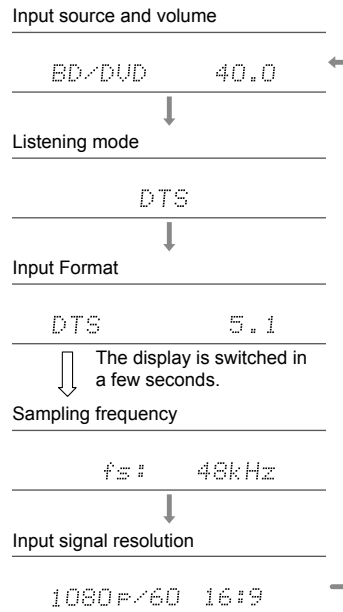 Input source and volume
BD/DVD 40.0
Listening mode
DTS
Input Format
DTS 5.1
The display is switched in
a few seconds.
Sampling frequency
fs: 48kHz
Input signal resolution
1080p/60 16:9